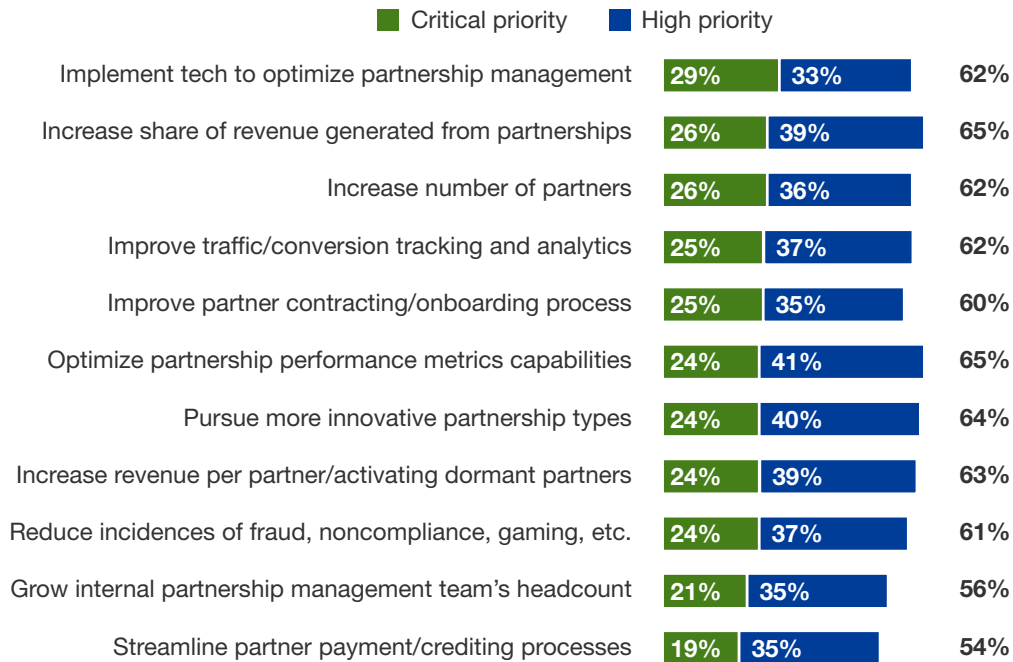 Critical priority High priority
Implement tech to optimize partnership management 29% 33% 62%
Increase share of revenue generated from partnerships 26% 39% 65%
Increase number of partners 26% 36% 62%
Improve traffic/conversion tracking and analytics 25% 37% 62%
Improve partner contracting/onboarding process 25% 35% 60%
Optimize partnership performance metrics capabilities 24% 41% 65%
Pursue more innovative partnership types 24% 40% 64%
Increase revenue per partner/activating dormant partners 24% 39% 63%
Reduce incidences of fraud, noncompliance, gaming, etc. 24% 37% 61%
Grow internal partnership management team’s headcount 21% 35% 56%
Streamline partner payment/crediting processes 19% 35% 54%